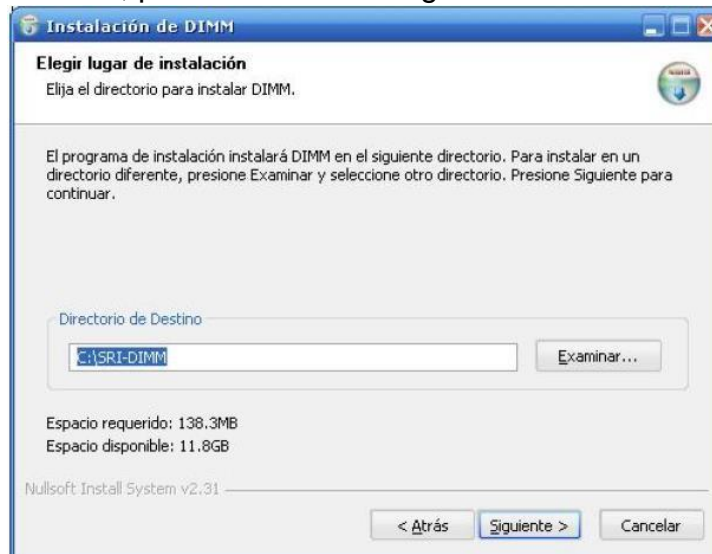 Instalación de DIMM
Elegir lugar de instalación
Elija el directorio para instalar DIMM.
El programa de instalación instalará DIMM en el siguiente directorio. Para instalar en un
directorio diferente, presione Examinar y seleccione otro directorio. Presione Siguiente para
continuar.
Directorio de Destino
C:\SRI-DIMM
Examinar...
Espacio requerido: 138.3MB
Espacio disponible: 11.8GB
Nullsoft Install System v2.31
< Atrás
Siguiente >
Cancelar